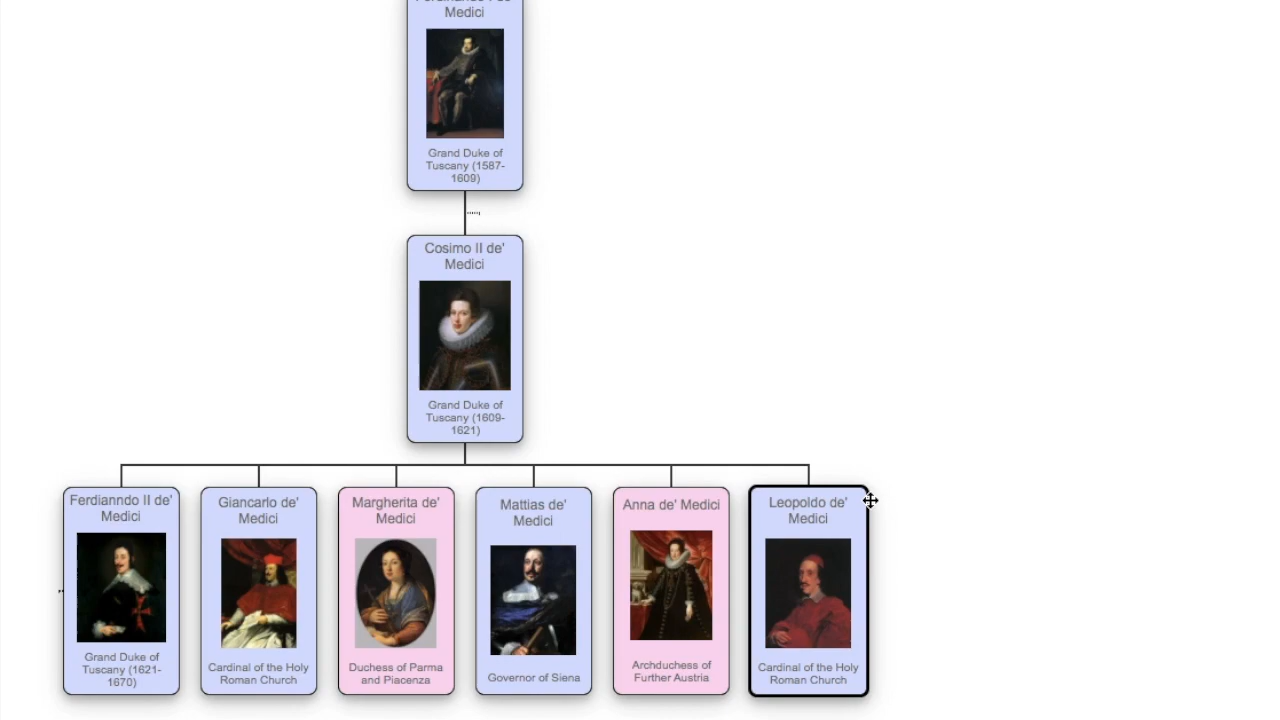 Medici
Grand Duke of
Tuscany (1587-
1609)
Cosimo II de'
Medici
Grand Duke of
Tuscany (1609-
1621)
Ferdianndo II de'
Medici
Grand Duke of
Tuscany (1621-
1670)
Giancarlo de'
Medici
Cardinal of the Holy
Roman Church
Margherita de'
Medici
Duchess of Parma
and Piacenza
Mattias de'
Medici
Governor of Siena
Anna de' Medici
Archduchess of
Further Austria
Leopoldo de'
Medici
Cardinal of the Holy
Roman Church